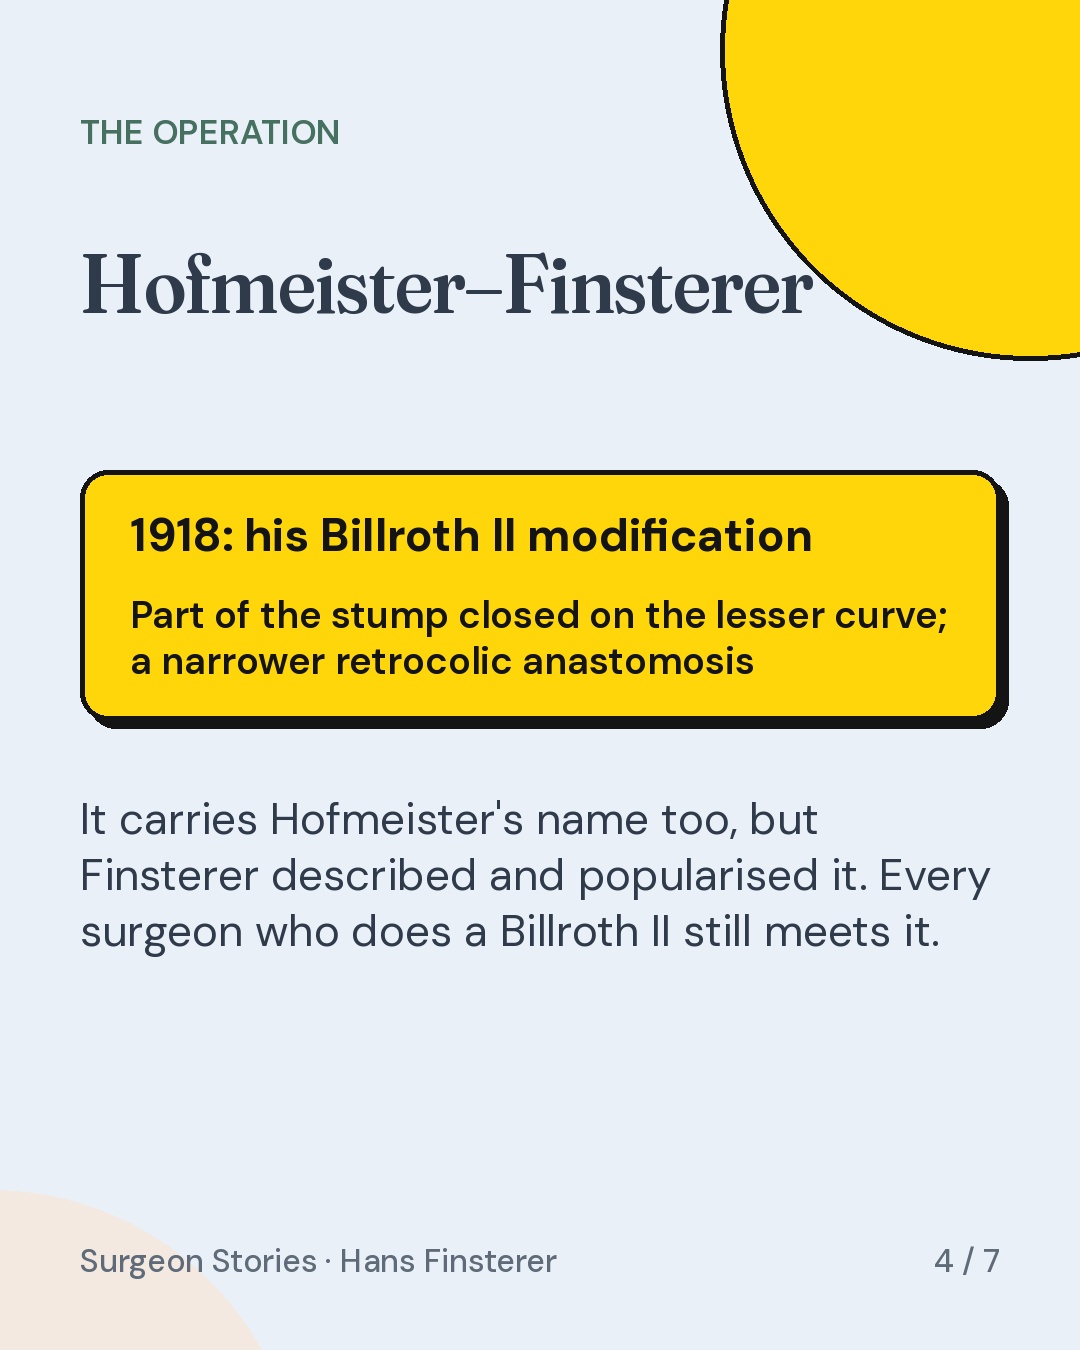 THE OPERATION
Hofmeister–Finsterer
1918: his Billroth II modification
Part of the stump closed on the lesser curve;
a narrower retrocolic anastomosis
It carries Hofmeister's name too, but
Finsterer described and popularised it. Every
surgeon who does a Billroth II still meets it.
Surgeon Stories · Hans Finsterer
4 / 7